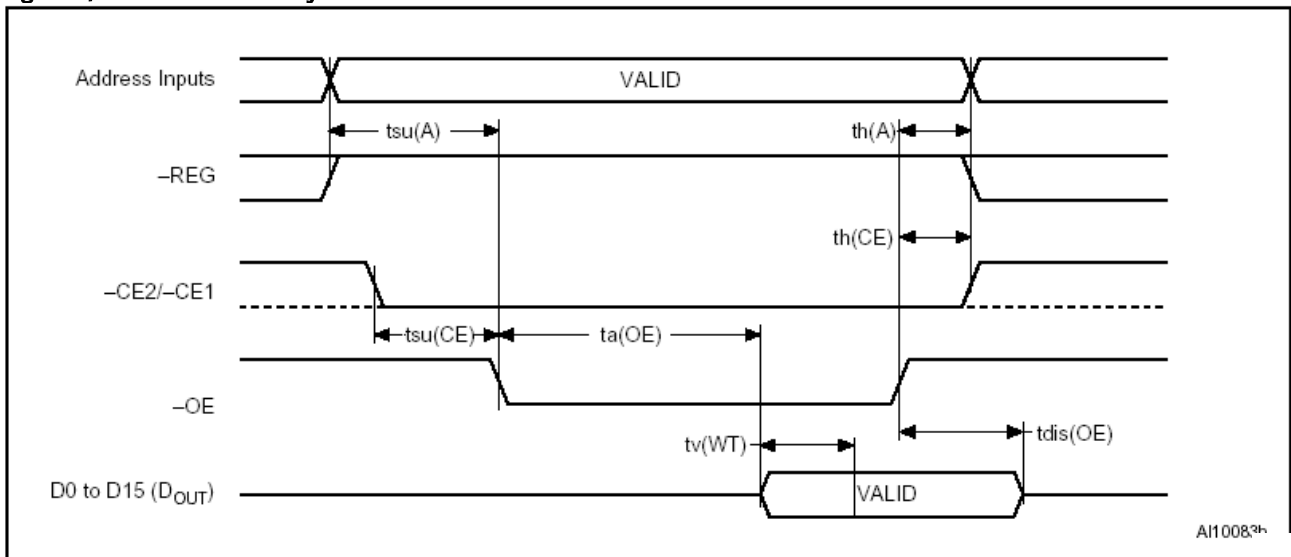 Address Inputs
VALID
tsu(A)
th(A)
–REG
th(CE)
–CE2/–CE1
tsu(CE)
ta(OE)
–OE
tv(WT)
tdis(OE)
D0 to D15 (DOUT)
VALID